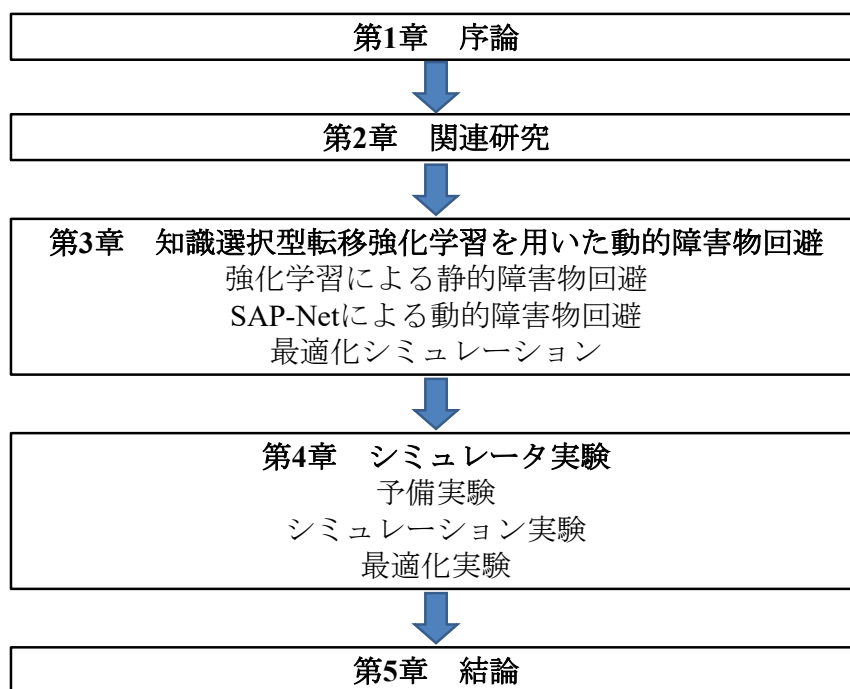 第1章　序論
第2章　関連研究
第3章　知識選択型転移強化学習を用いた動的障害物回避
強化学習による静的障害物回避
SAP-Netによる動的障害物回避
最適化シミュレーション
第4章　シミュレータ実験
予備実験
シミュレーション実験
最適化実験
第5章　結論